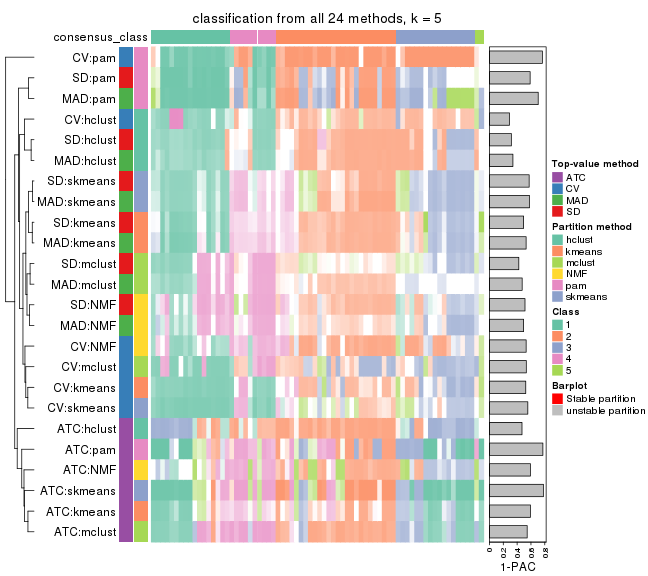 classification from all 24 methods, k = 5
consensus_class
CV:pam
SD:pam
MAD:pam
CV:hclust
SD:hclust
MAD:hclust
SD:skmeans
MAD:skmeans
SD:kmeans
MAD:kmeans
SD:mclust
MAD:mclust
SD:NMF
MAD:NMF
CV:NMF
CV:mclust
CV:kmeans
CV:skmeans
ATC:hclust
ATC:pam
ATC:NMF
ATC:skmeans
ATC:kmeans
ATC:mclust
0 0.2 0.4 0.6 0.8
1-PAC
Top-value method
ATC
CV
MAD
SD
Partition method
hclust
kmeans
mclust
NMF
pam
skmeans
Class
1
2
3
4
5
Barplot
Stable partition
unstable partition